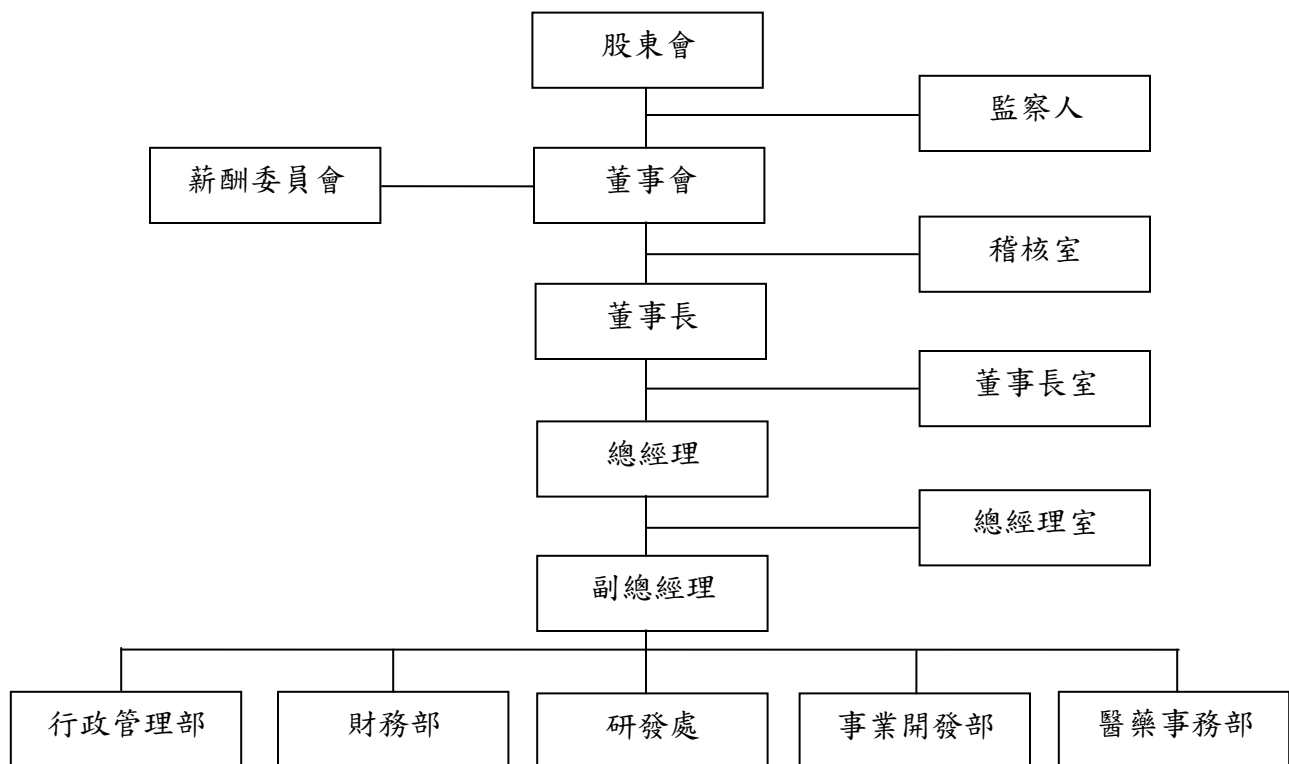 股東會
監察人
薪酬委員會
董事會
稽核室
董事長
董事長室
總經理
總經理室
副總經理
行政管理部
財務部
研發處
事業開發部
醫藥事務部